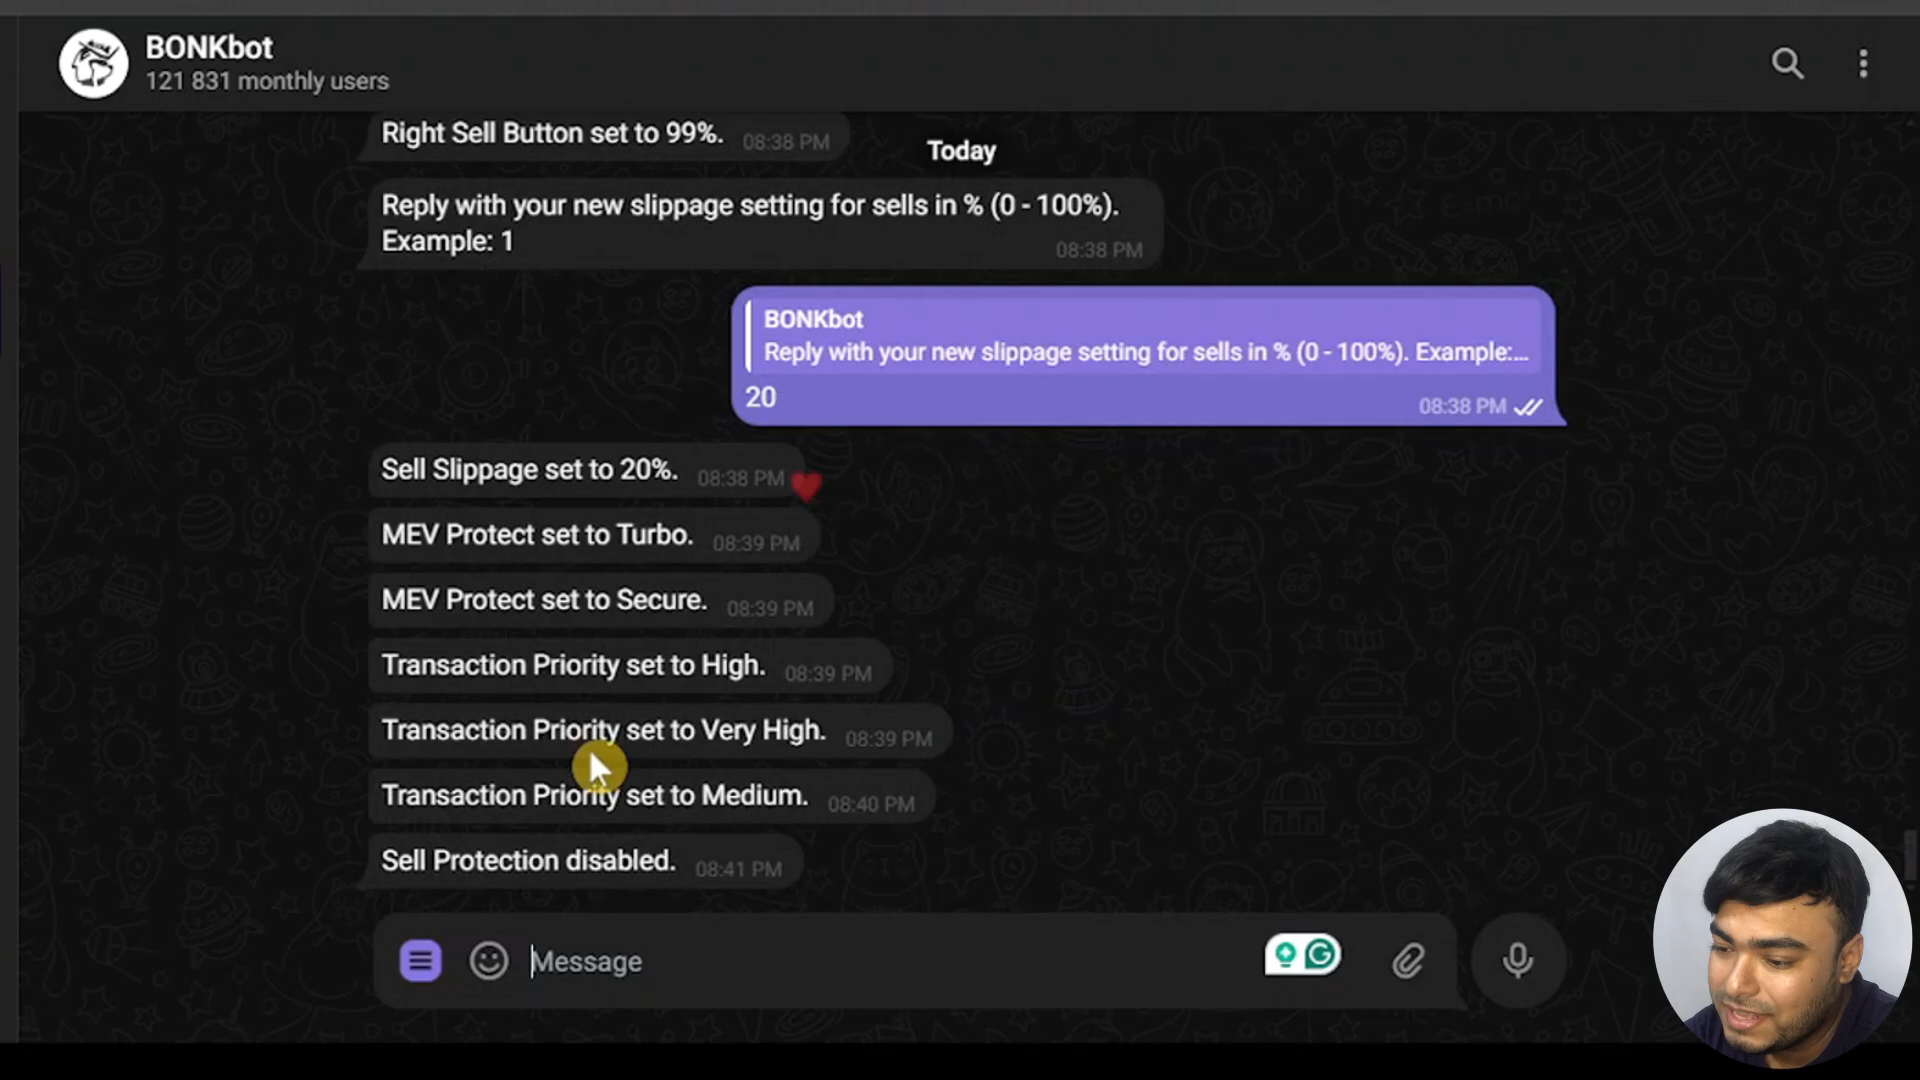 BONKbot
121 831 monthly users
Right Sell Button set to 99%. 08:38 PM
Today
Reply with your new slippage setting for sells in % (0 - 100%).
Example: 1 08:38 PM
BONKbot
Reply with your new slippage setting for sells in % (0 - 100%). Example:...
20 08:38 PM
Sell Slippage set to 20%. 08:38 PM
MEV Protect set to Turbo. 08:39 PM
MEV Protect set to Secure. 08:39 PM
Transaction Priority set to High. 08:39 PM
Transaction Priority set to Very High. 08:39 PM
Transaction Priority set to Medium. 08:40 PM
Sell Protection disabled. 08:41 PM
Message